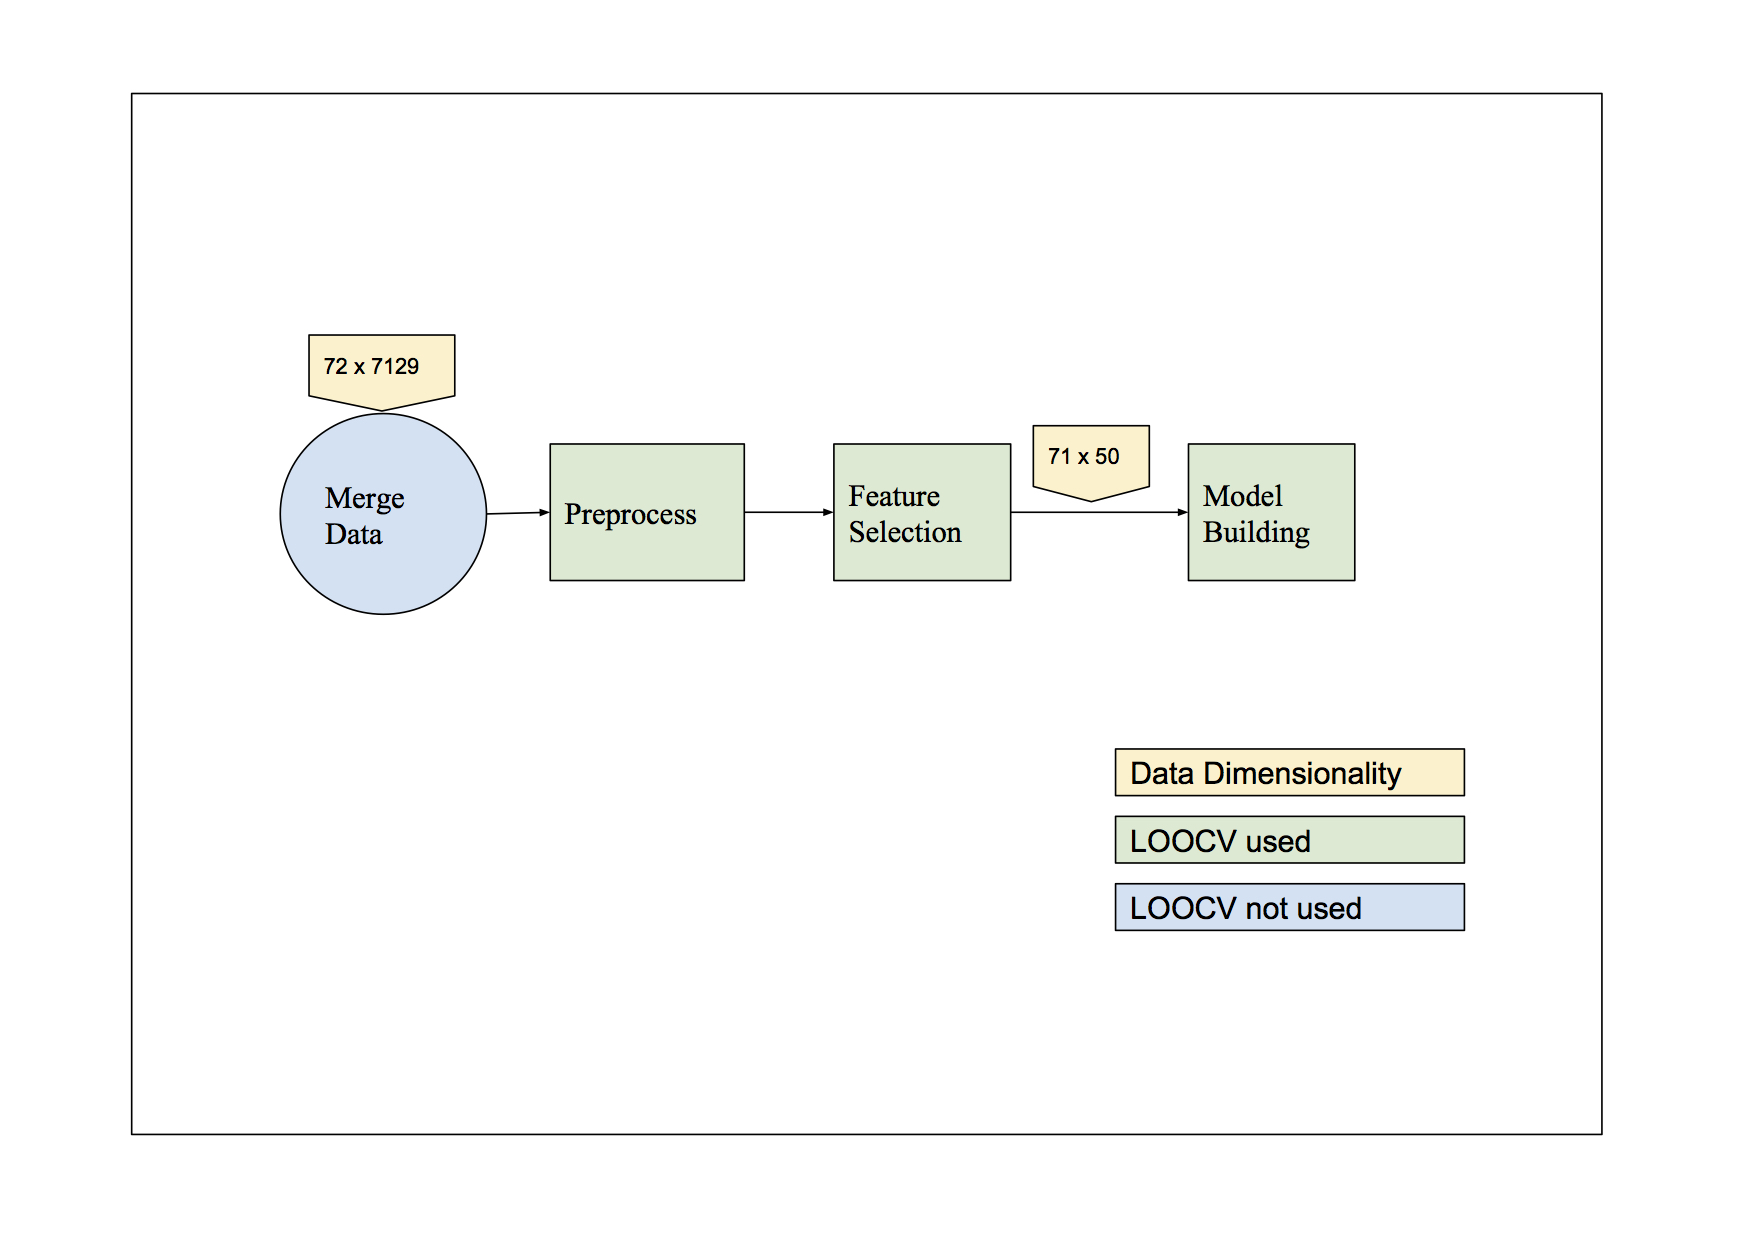 72 x 7129
Merge
Data
Preprocess
Feature
Selection
71 x 50
Model
Building
Data Dimensionality
LOOCV used
LOOCV not used